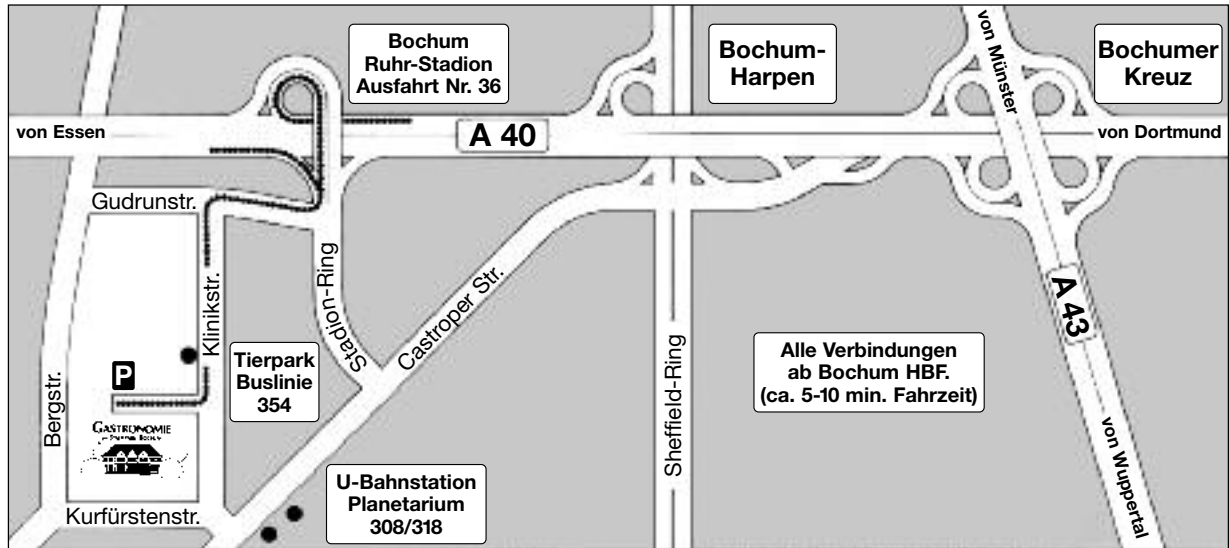 Bochum
Ruhr-Stadion
Ausfahrt Nr. 36
Bochum-
Harpen
von Münster
Bochumer
Kreuz
von Essen
A 40
von Dortmund
Gudrunstr.
Klinikstr.
Stadion-Ring
Castroper Str.
Sheffield-Ring
A 43
Bergstr.
P
Tierpark
Buslinie
354
Alle Verbindungen
ab Bochum HBF.
(ca. 5-10 min. Fahrzeit)
GASTRONOMIE
von Wuppertal
U-Bahnstation
Planetarium
308/318
Kurfürstenstr.